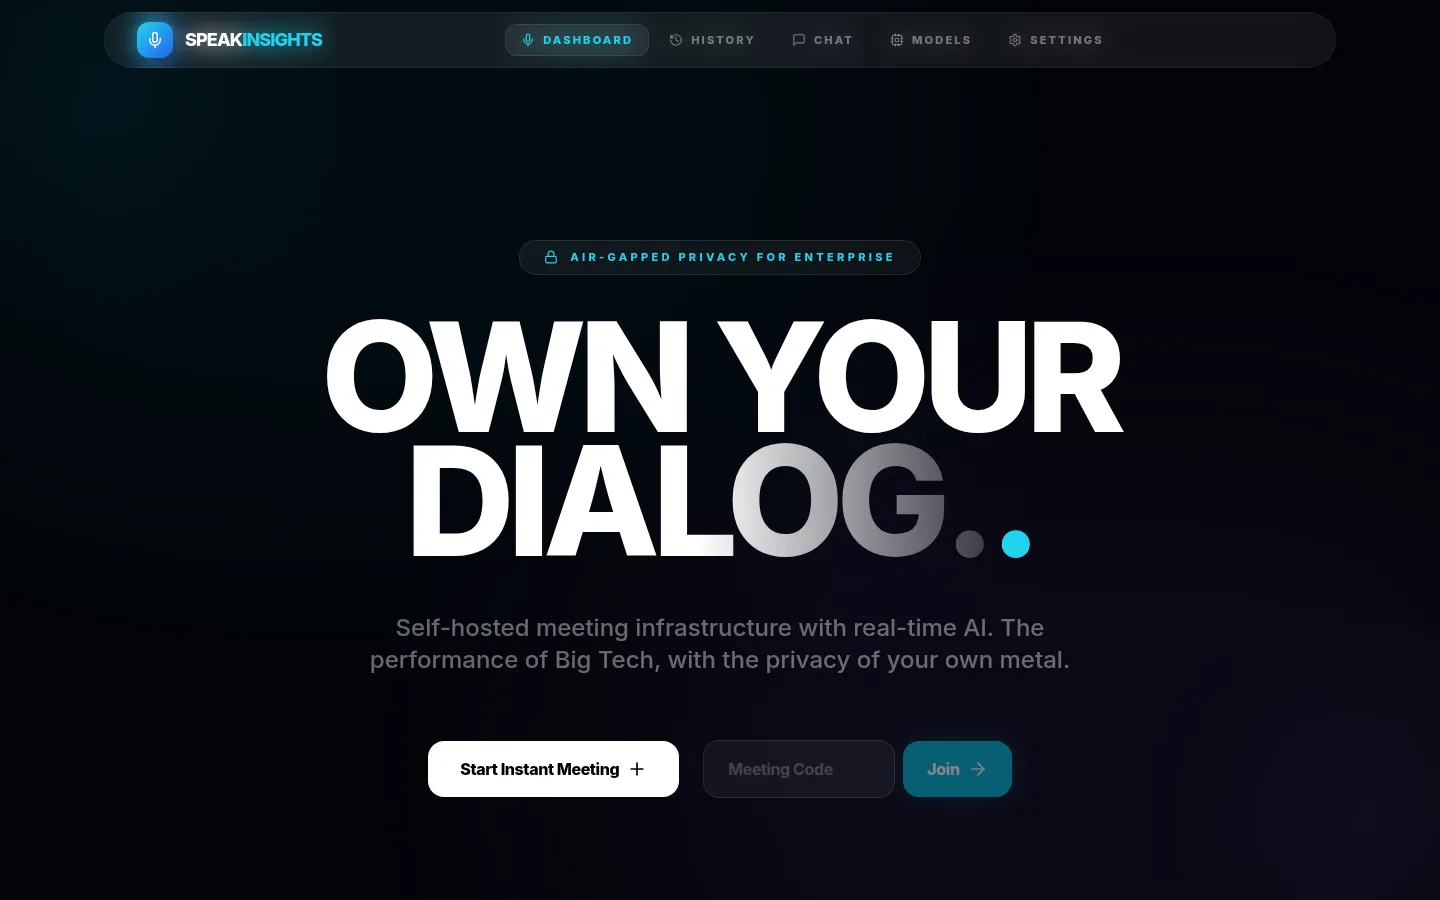 SPEAKINSIGHTS
DASHBOARD
HISTORY
CHAT
MODELS
SETTINGS
AIR-GAPPED PRIVACY FOR ENTERPRISE
OWN YOUR
DIALOG..
Self-hosted meeting infrastructure with real-time AI. The
performance of Big Tech, with the privacy of your own metal.
Start Instant Meeting
Meeting Code
Join